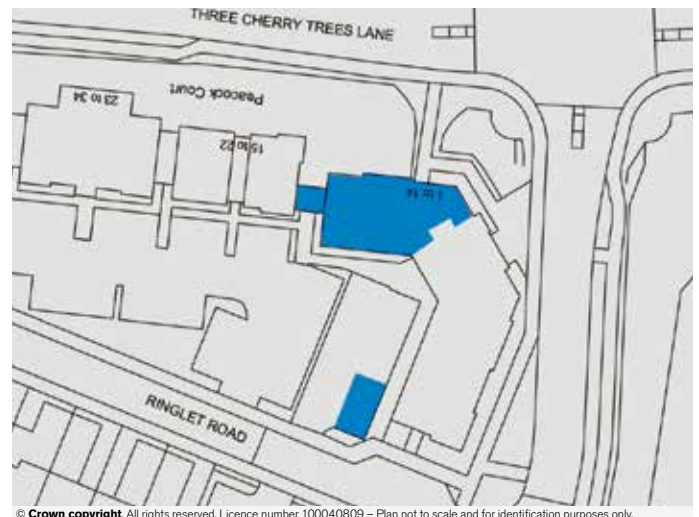 THREE CHERRY TREES LANE
Peacock Court
23 to 34
15 to 22
1 to 14
RINGLET ROAD
© Crown copyright. All rights reserved. Licence number 100040809 – Plan not to scale and for identification purposes only.